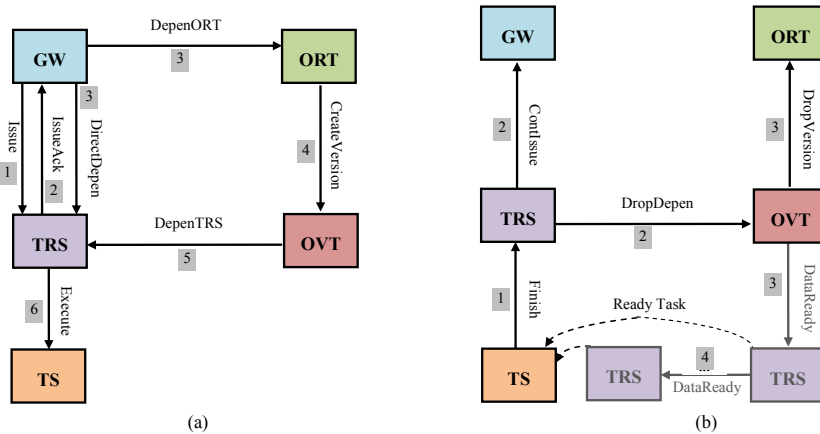 DepenORT
GW
3
ORT
3
Issue
IssueAck
DirectDepen
CreateVersion
1
2
4
DepenTRS
TRS
5
OVT
6
Execute
TS
(a)
GW
ORT
2
ContIssue
3
DropVersion
DropDepen
TRS
2
OVT
1
Finish
3
DataReady
Ready Task
TS
TRS
4
...
DataReady
TRS
(b)